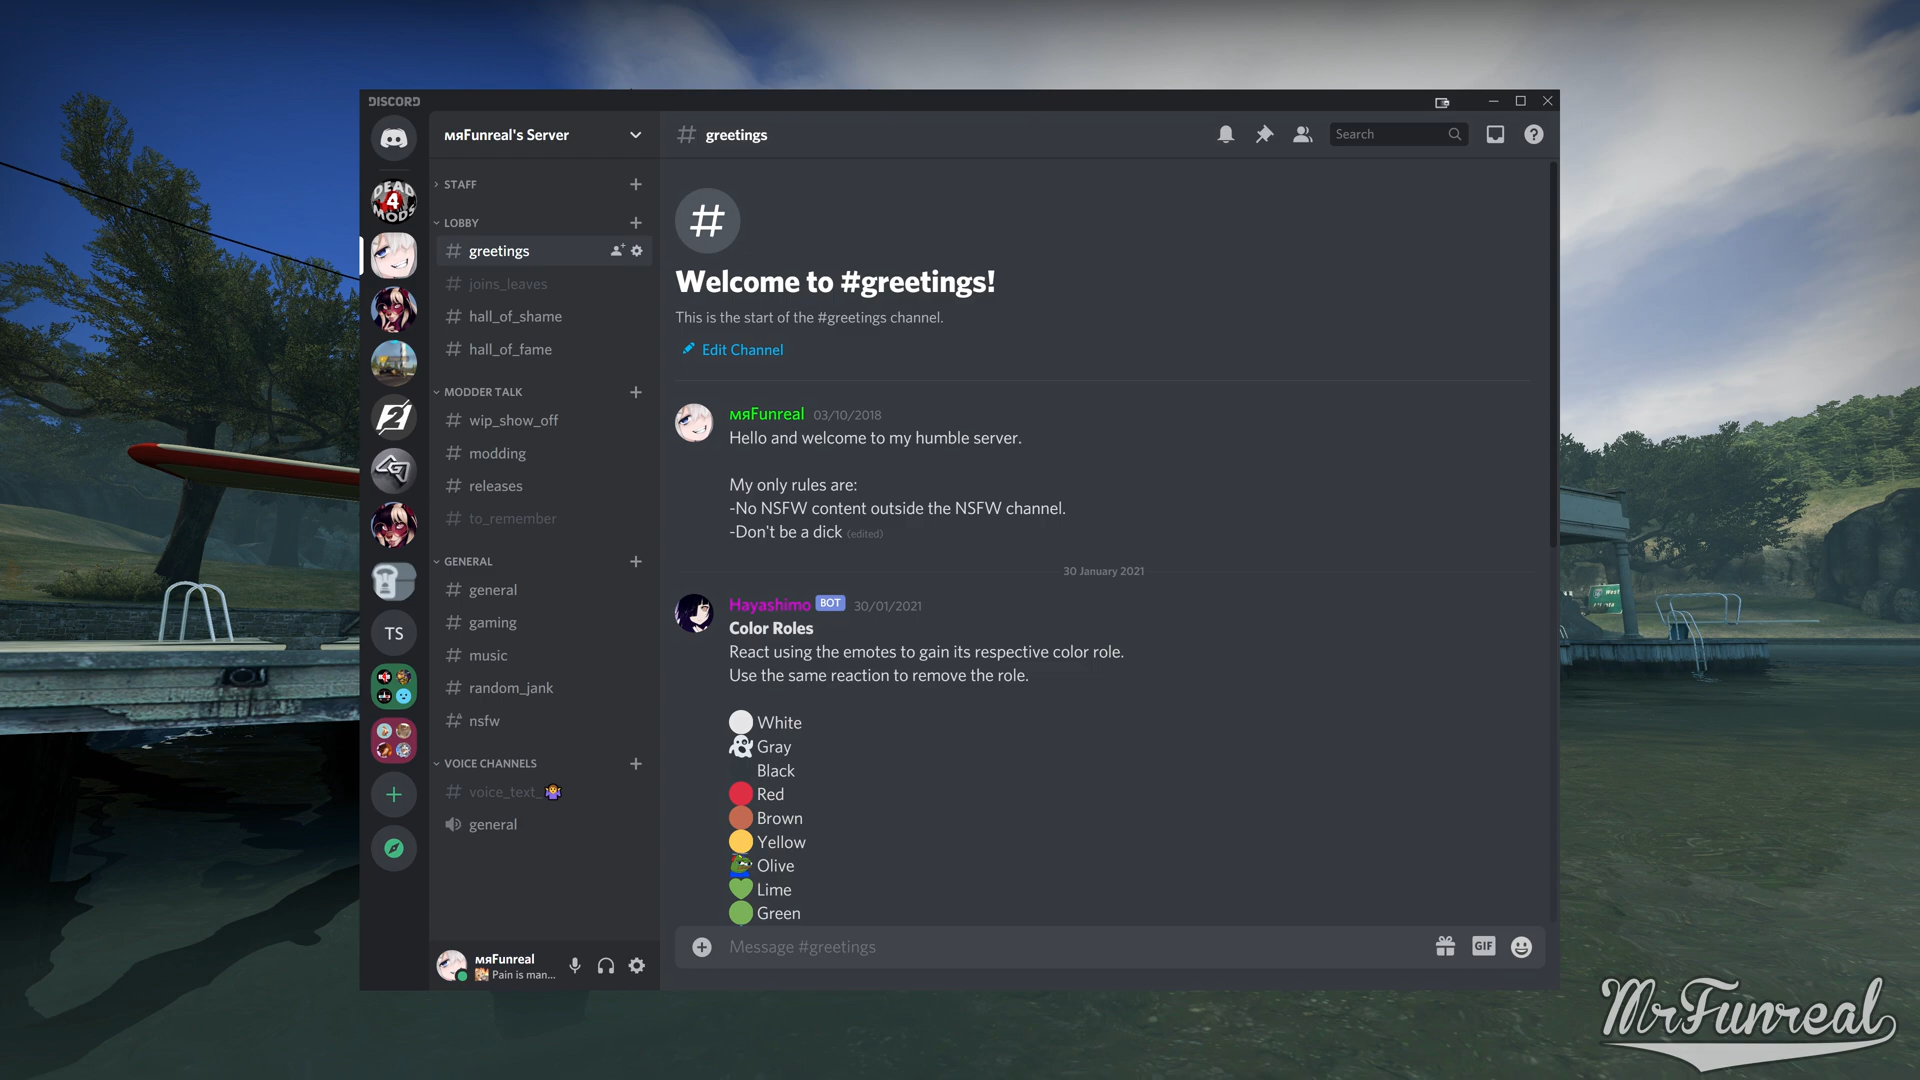 DISCORD
мяFunreal's Server
STAFF
LOBBY
greetings
joins_leaves
hall_of_shame
hall_of_fame
MODDER TALK
wip_show_off
modding
releases
to_remember
GENERAL
general
gaming
music
random_jank
nsfw
VOICE CHANNELS
voice_text_
general
DEAD
4
MODS
TS
мяFunreal
Pain is man...
# greetings
Search
#
Welcome to #greetings!
This is the start of the #greetings channel.
Edit Channel
мяFunreal 03/10/2018
Hello and welcome to my humble server.
My only rules are:
-No NSFW content outside the NSFW channel.
-Don't be a dick (edited)
30 January 2021
Hayashimo BOT 30/01/2021
Color Roles
React using the emotes to gain its respective color role.
Use the same reaction to remove the role.
White
Gray
Black
Red
Brown
Yellow
Olive
Lime
Green
Message #greetings
GIF
West
MrFunreal